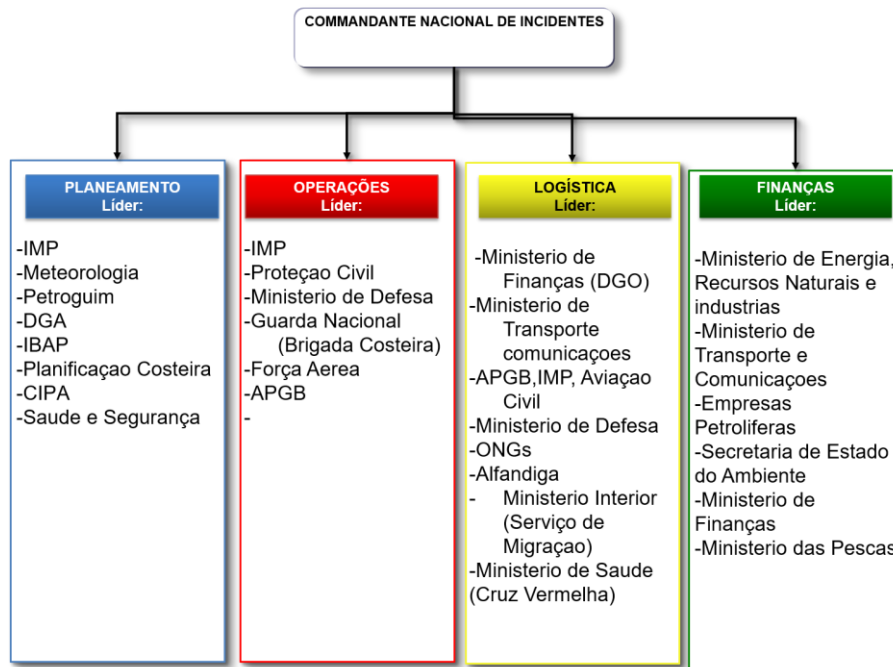 COMMANDANTE NACIONAL DE INCIDENTES
PLANEAMENTO
Líder:
-IMP
-Meteorologia
-Petroguim
-DGA
-IBAP
-Planificaçao Costeira
-CIPA
-Saude e Segurança
OPERAÇÕES
Líder:
-IMP
-Proteçao Civil
-Ministerio de Defesa
-Guarda Nacional
(Brigada Costeira)
-Força Aerea
-APGB
-
LOGÍSTICA
Líder:
-Ministerio de
Finanças (DGO)
-Ministerio de
Transporte
comunicaçoes
-APGB,IMP, Aviaçao
Civil
-Ministerio de Defesa
-ONGs
-Alfandiga
- Ministerio Interior
(Serviço de
Migraçao)
-Ministerio de Saude
(Cruz Vermelha)
FINANÇAS
Líder:
-Ministerio de Energia,
Recursos Naturais e
industrias
-Ministerio de
Transporte e
Comunicaçoes
-Empresas
Petroliferas
-Secretaria de Estado
do Ambiente
-Ministerio de
Finanças
-Ministerio das Pescas